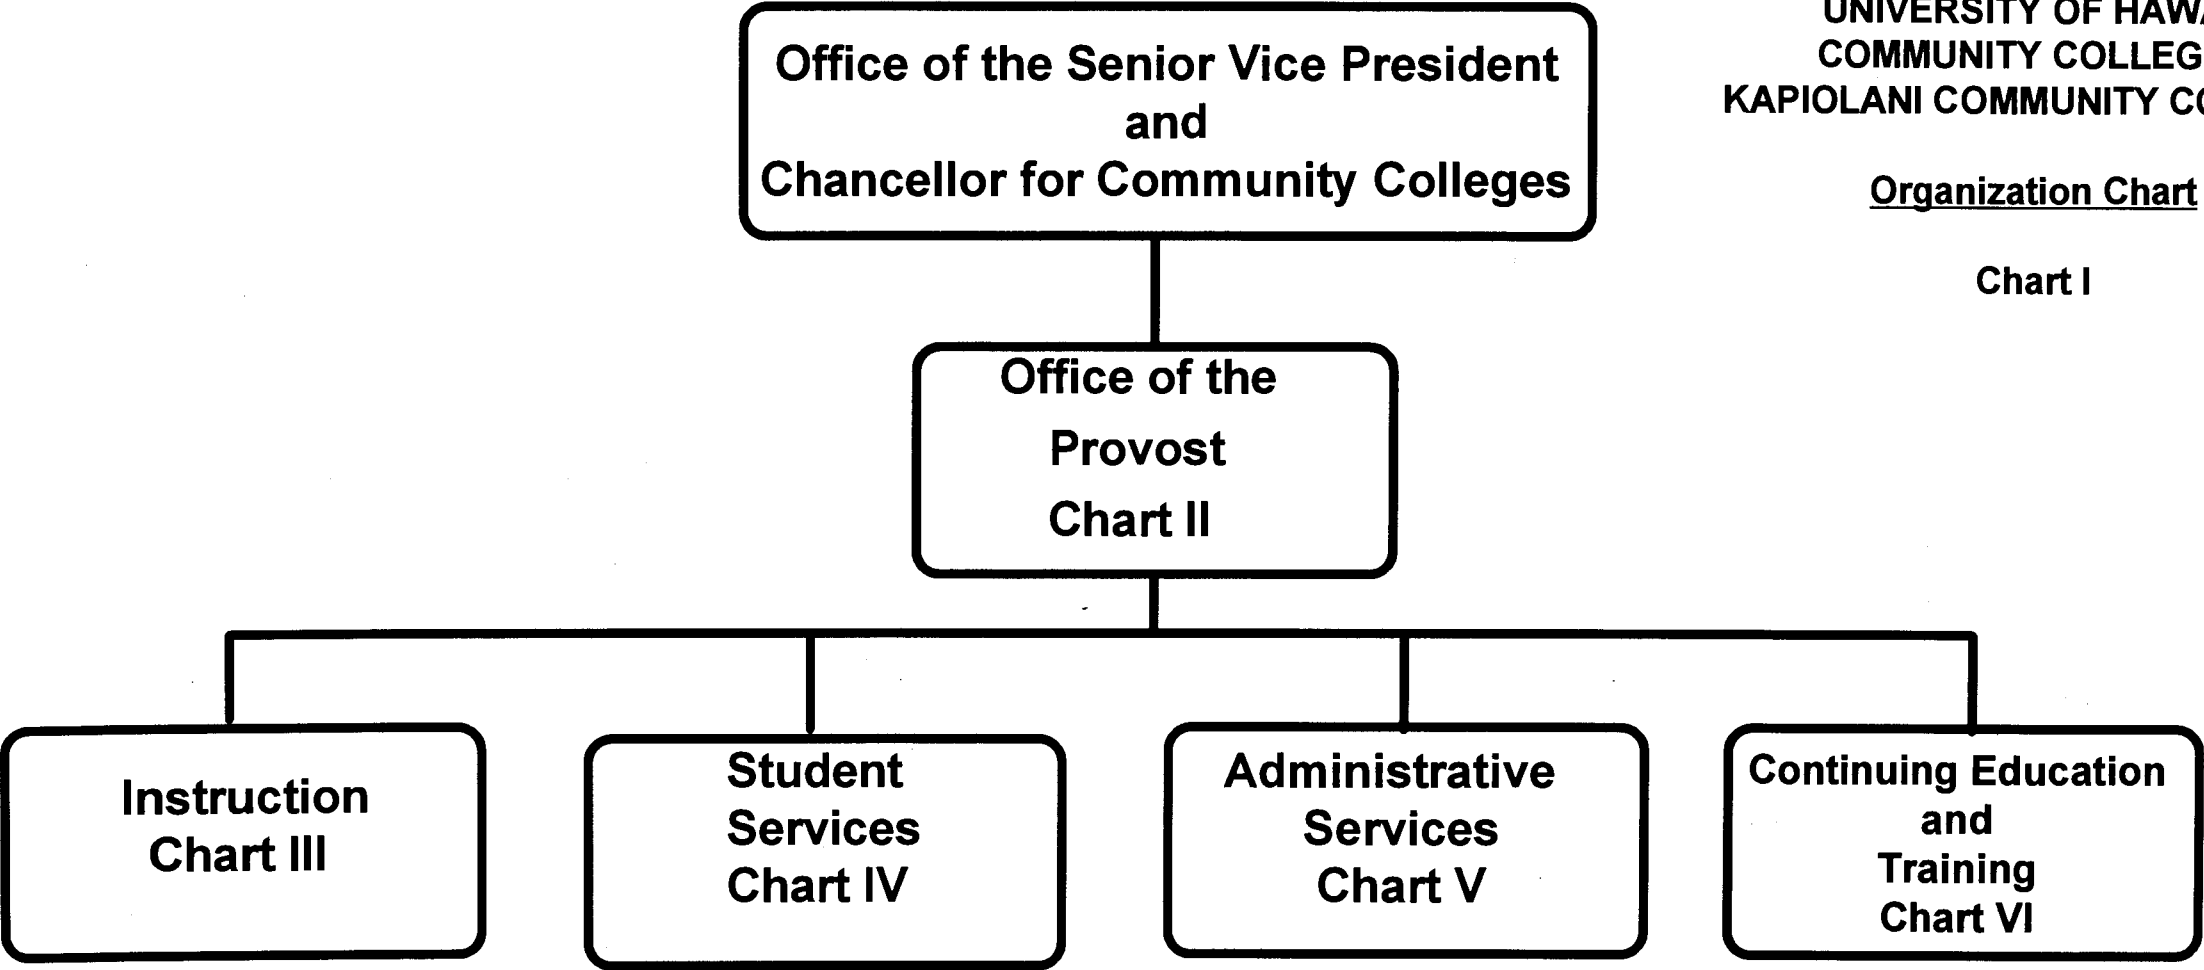 Office of the Senior Vice President
and
Chancellor for Community Colleges
UNIVERSITY OF
COMMUNITY
KAPIOLANI COMMUNITY
Organization Chart
Chart I
Office of the
Provost
Chart II
Instruction
Chart III
Student
Services
Chart IV
Administrative
Services
Chart V
Continuing Education
and
Training
Chart VI